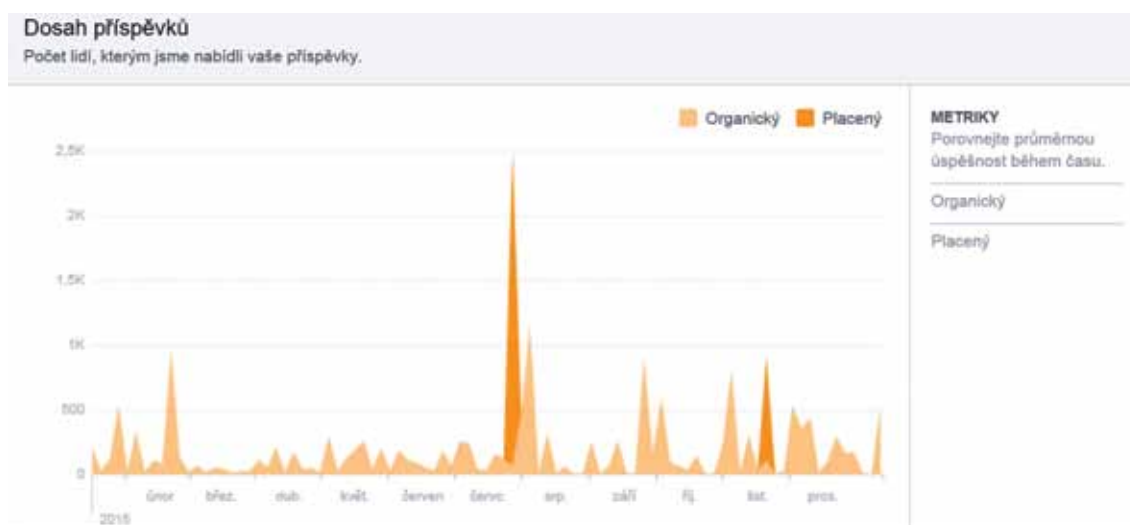 Dosah příspěvků
Počet lidí, kterým jsme nabídli vaše příspěvky.
Organický Placený
2,5K
2K
1,5K
1K
500
0
únor břez. dub. květ. červen červc. srp. září říj. list. pros.
2015
METRIKY
Porovnejte průměrnou
úspěšnost během času.
Organický
Placený